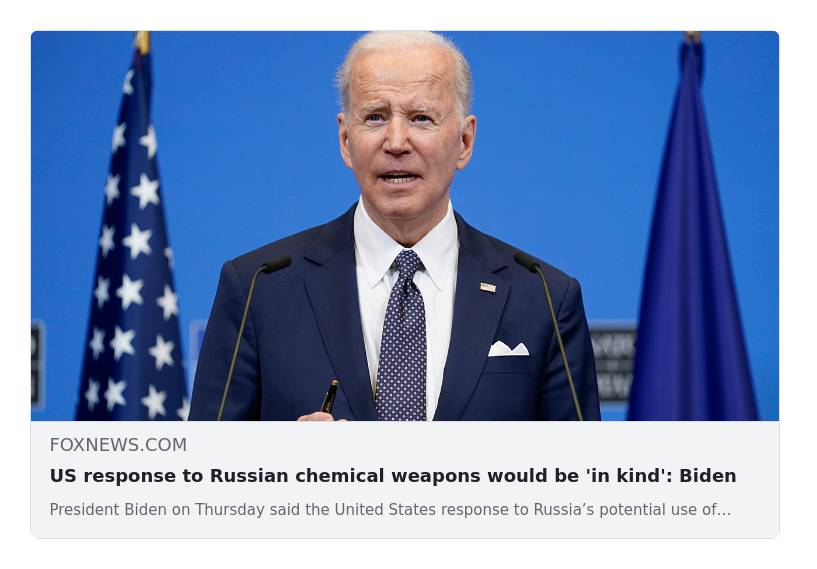 FOXNEWS.COM
US response to Russian chemical weapons would be 'in kind': Biden
President Biden on Thursday said the United States response to Russia’s potential use of...